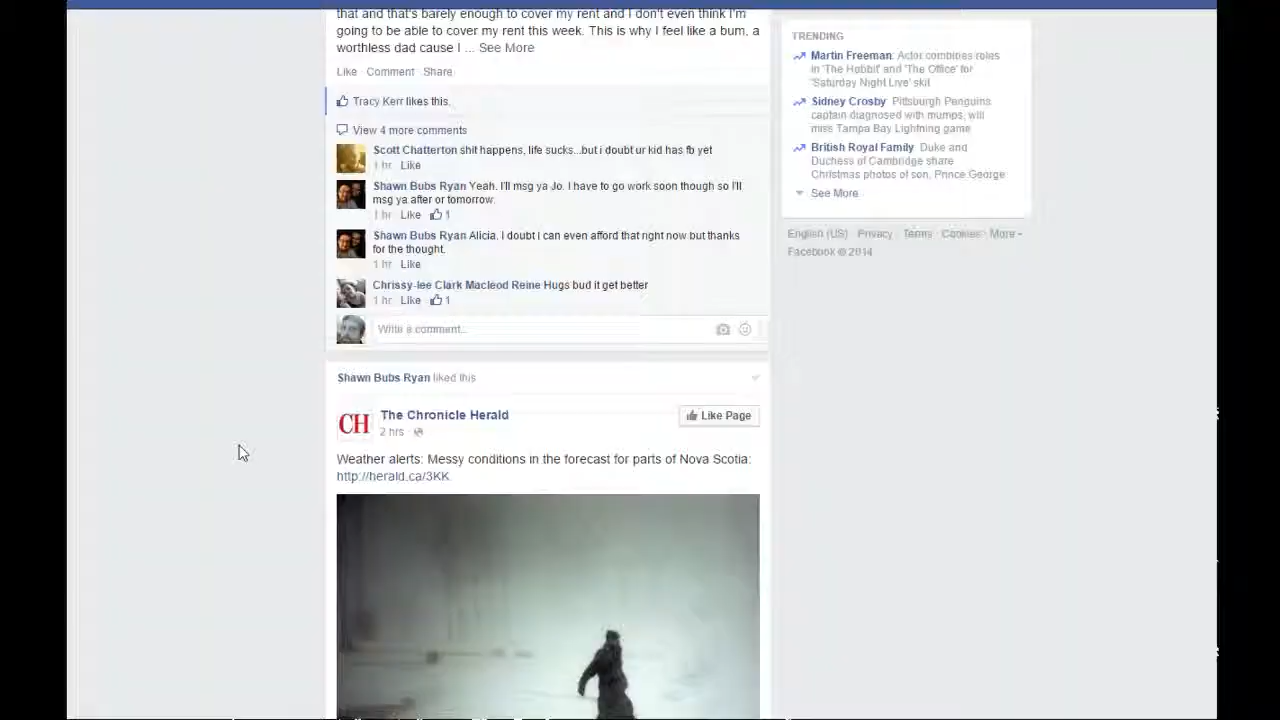 that and that's barely enough to cover my rent and I don't even think I'm
going to be able to cover my rent this week. This is why I feel like a bum, a
worthless dad cause I ... See More
Like Comment Share
Tracy Kerr likes this.
View 4 more comments
Scott Chatterton shit happens, life sucks...but i doubt ur kid has fb yet
1 hr Like
Shawn Bubs Ryan Yeah. I'll msg ya Jo. I have to go work soon though so I'll
msg ya after or tomorrow.
1 hr Like 1
Shawn Bubs Ryan Alicia. I doubt I can even afford that right now but thanks
for the thought.
1 hr Like
Chrissy-lee Clark Macleod Reine Hugs bud it get better
1 hr Like 1
Write a comment...
Shawn Bubs Ryan liked this
CH
The Chronicle Herald
2 hrs
Like Page
Weather alerts: Messy conditions in the forecast for parts of Nova Scotia:
http://herald.ca/3KK
TRENDING
Martin Freeman: Actor combines roles
in 'The Hobbit' and 'The Office' for
'Saturday Night Live' skit
Sidney Crosby Pittsburgh Penguins
captain diagnosed with mumps, will
miss Tampa Bay Lightning game
British Royal Family Duke and
Duchess of Cambridge share
Christmas photos of son, Prince George
See More
English (US) · Privacy · Terms · Cookies · More
Facebook © 2014